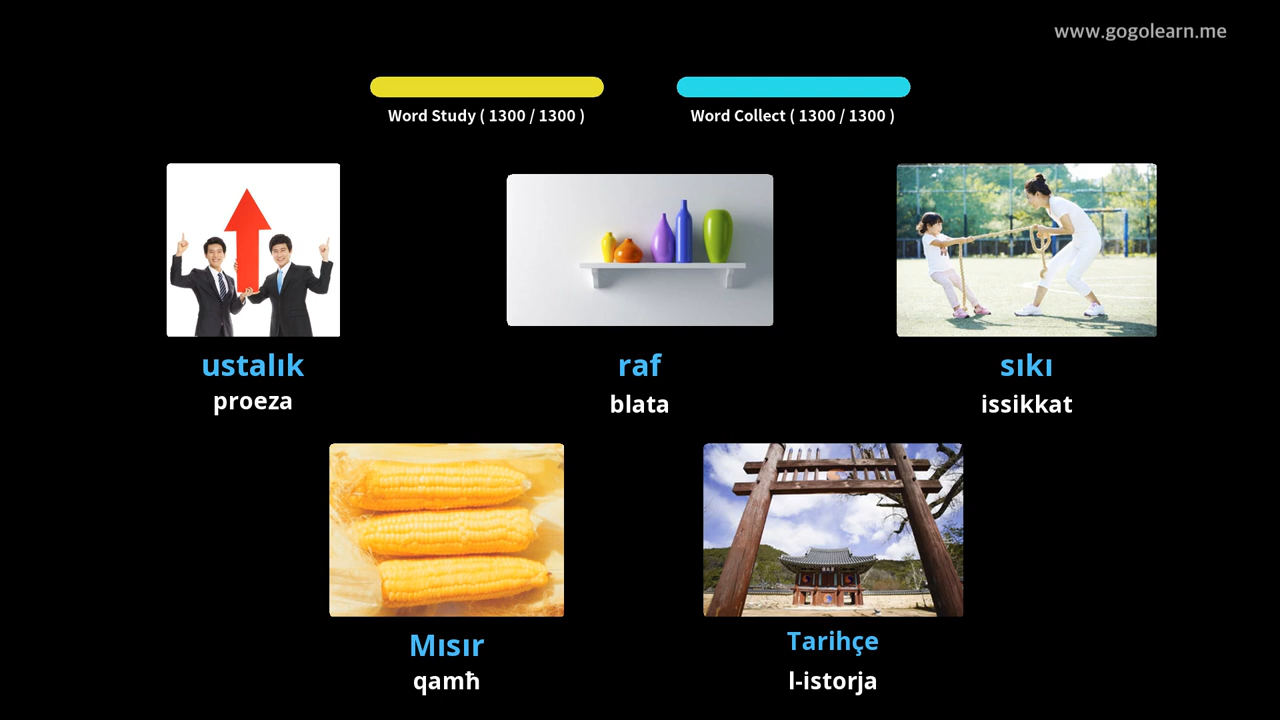 www.gogolearn.me
Word Study ( 1300 / 1300 )
Word Collect ( 1300 / 1300 )
ustalık
proeza
raf
blata
sıkı
issikkat
Mısır
qamħ
Tarihçe
l-istorja